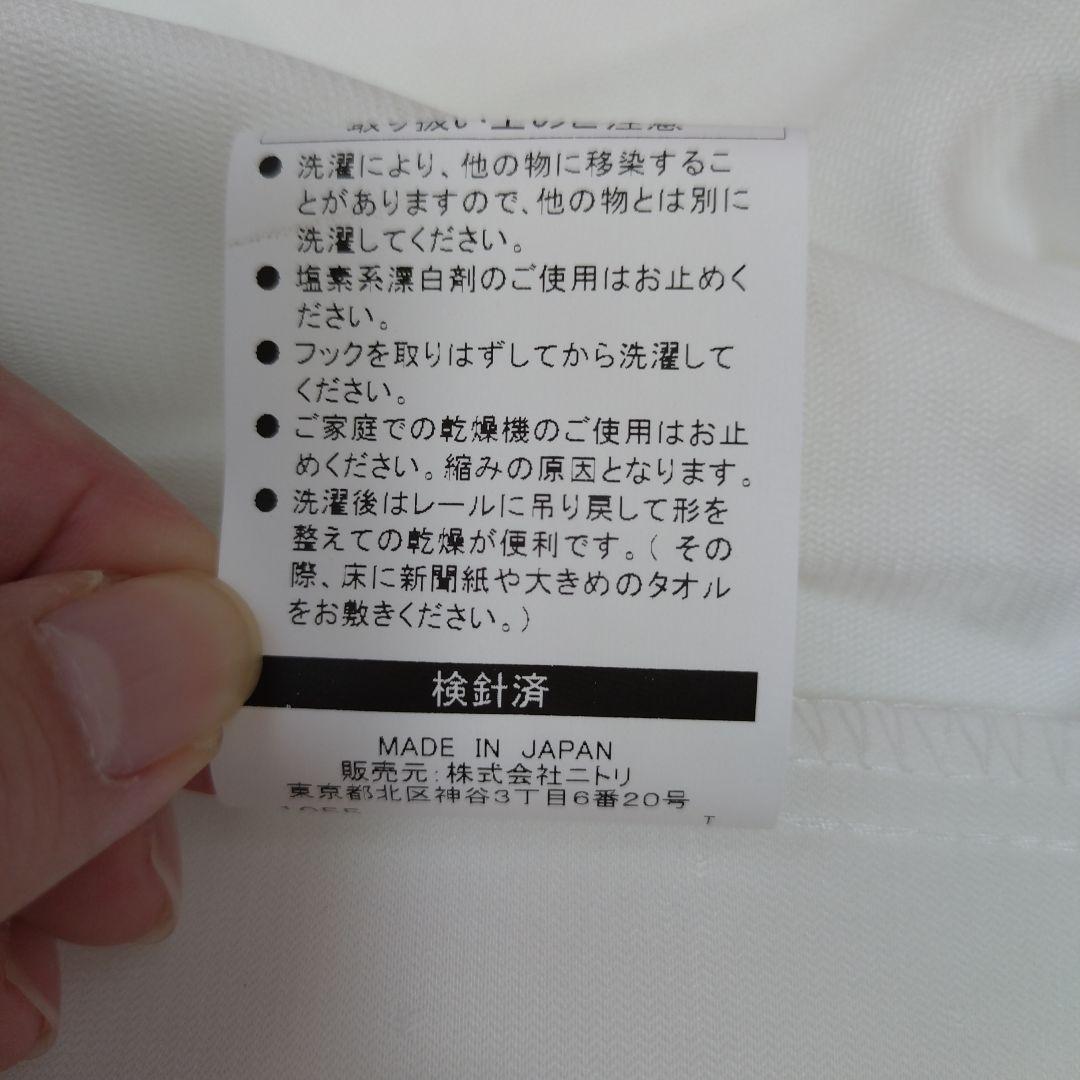 取り扱い上のご注意
● 洗濯により、他の物に移染するこ
とがありますので、他の物とは別に
洗濯してください。
● 塩素系漂白剤のご使用はお止めく
ださい。
● フックを取りはずしてから洗濯して
ください。
● ご家庭での乾燥機のご使用はお止
めください。縮みの原因となります。
● 洗濯後はレールに吊り戻して形を
整えての乾燥が便利です。( その
際、床に新聞紙や大きめのタオル
をお敷きください。)
検針済
MADE IN JAPAN
販売元:株式会社ニトリ
東京都北区神谷3丁目6番20号
T